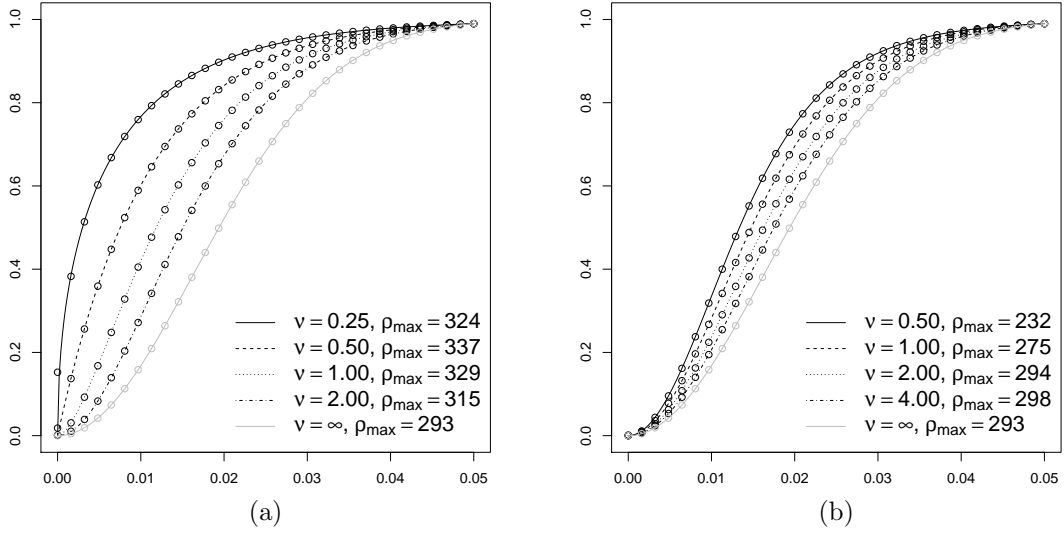 1.0
0.8
0.6
0.4
0.2
0.0
ν = 0.25, ρmax = 324
ν = 0.50, ρmax = 337
ν = 1.00, ρmax = 329
ν = 2.00, ρmax = 315
ν = ∞, ρmax = 293
0.00 0.01 0.02 0.03 0.04 0.05
(a)
1.0
0.8
0.6
0.4
0.2
0.0
ν = 0.50, ρmax = 232
ν = 1.00, ρmax = 275
ν = 2.00, ρmax = 294
ν = 4.00, ρmax = 298
ν = ∞, ρmax = 293
0.00 0.01 0.02 0.03 0.04 0.05
(b)